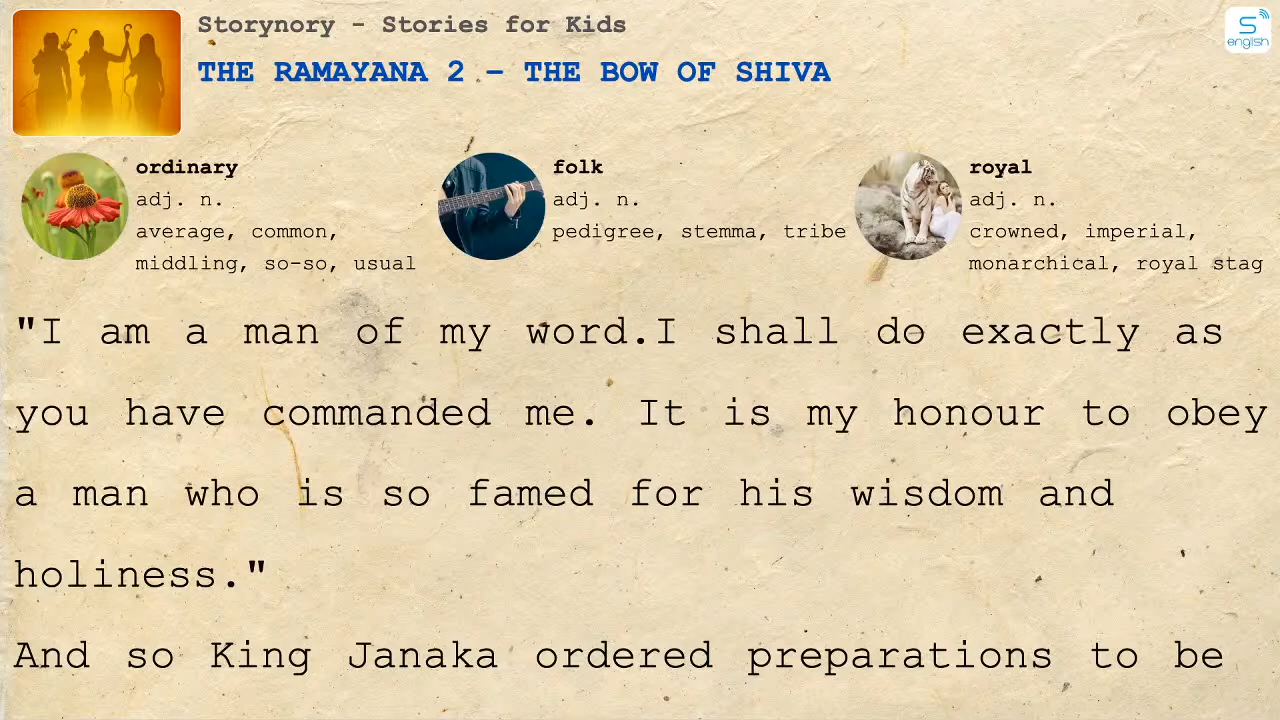 Storynory - Stories for Kids
THE RAMAYANA 2 – THE BOW OF SHIVA
S
english
ordinary
adj. n.
average, common,
middling, so-so, usual
folk
adj. n.
pedigree, stemma, tribe
royal
adj. n.
crowned, imperial,
monarchical, royal stag
"I am a man of my word.I shall do exactly as
you have commanded me. It is my honour to obey
a man who is so famed for his wisdom and
holiness."
And so King Janaka ordered preparations to be